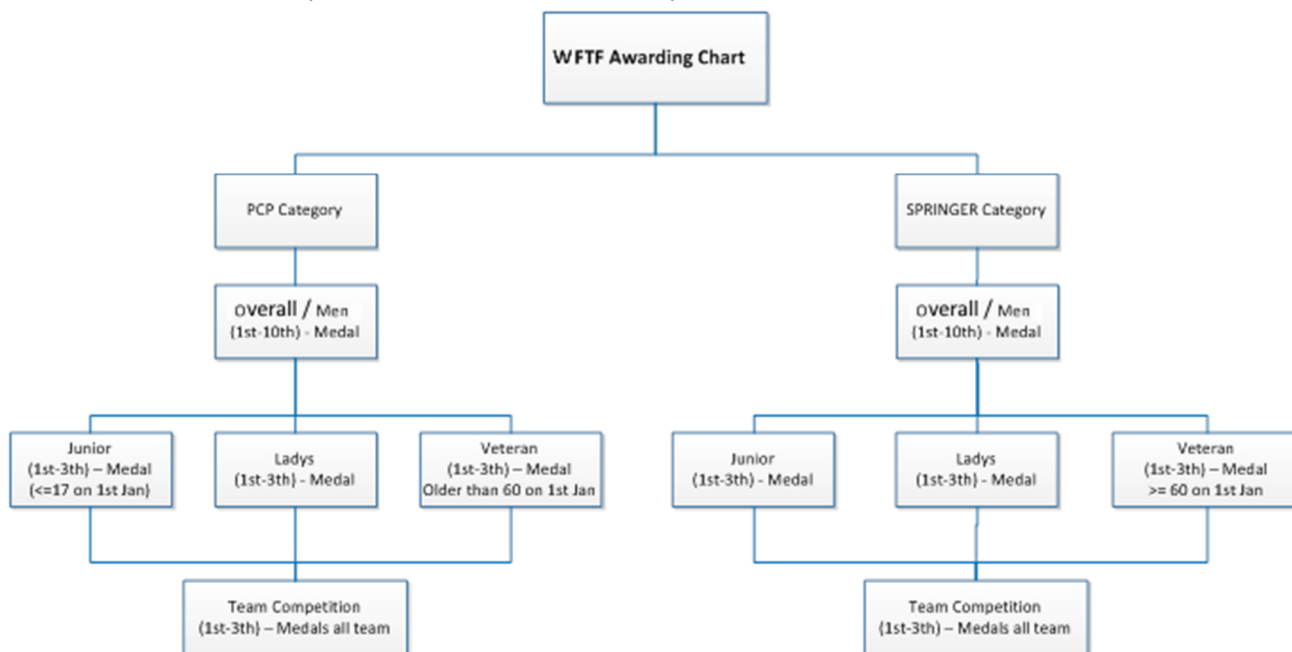 WFTF Awarding Chart
PCP Category
SPRINGER Category
overall / Men
(1st-10th) - Medal
overall / Men
(1st-10th) - Medal
Junior
(1st-3th) – Medal
(<=17 on 1st Jan)
Ladys
(1st-3th) - Medal
Veteran
(1st-3th) – Medal
Older than 60 on 1st Jan
Junior
(1st-3th) - Medal
Ladys
(1st-3th) - Medal
Veteran
(1st-3th) – Medal
>= 60 on 1st Jan
Team Competition
(1st-3th) – Medals all team
Team Competition
(1st-3th) – Medals all team